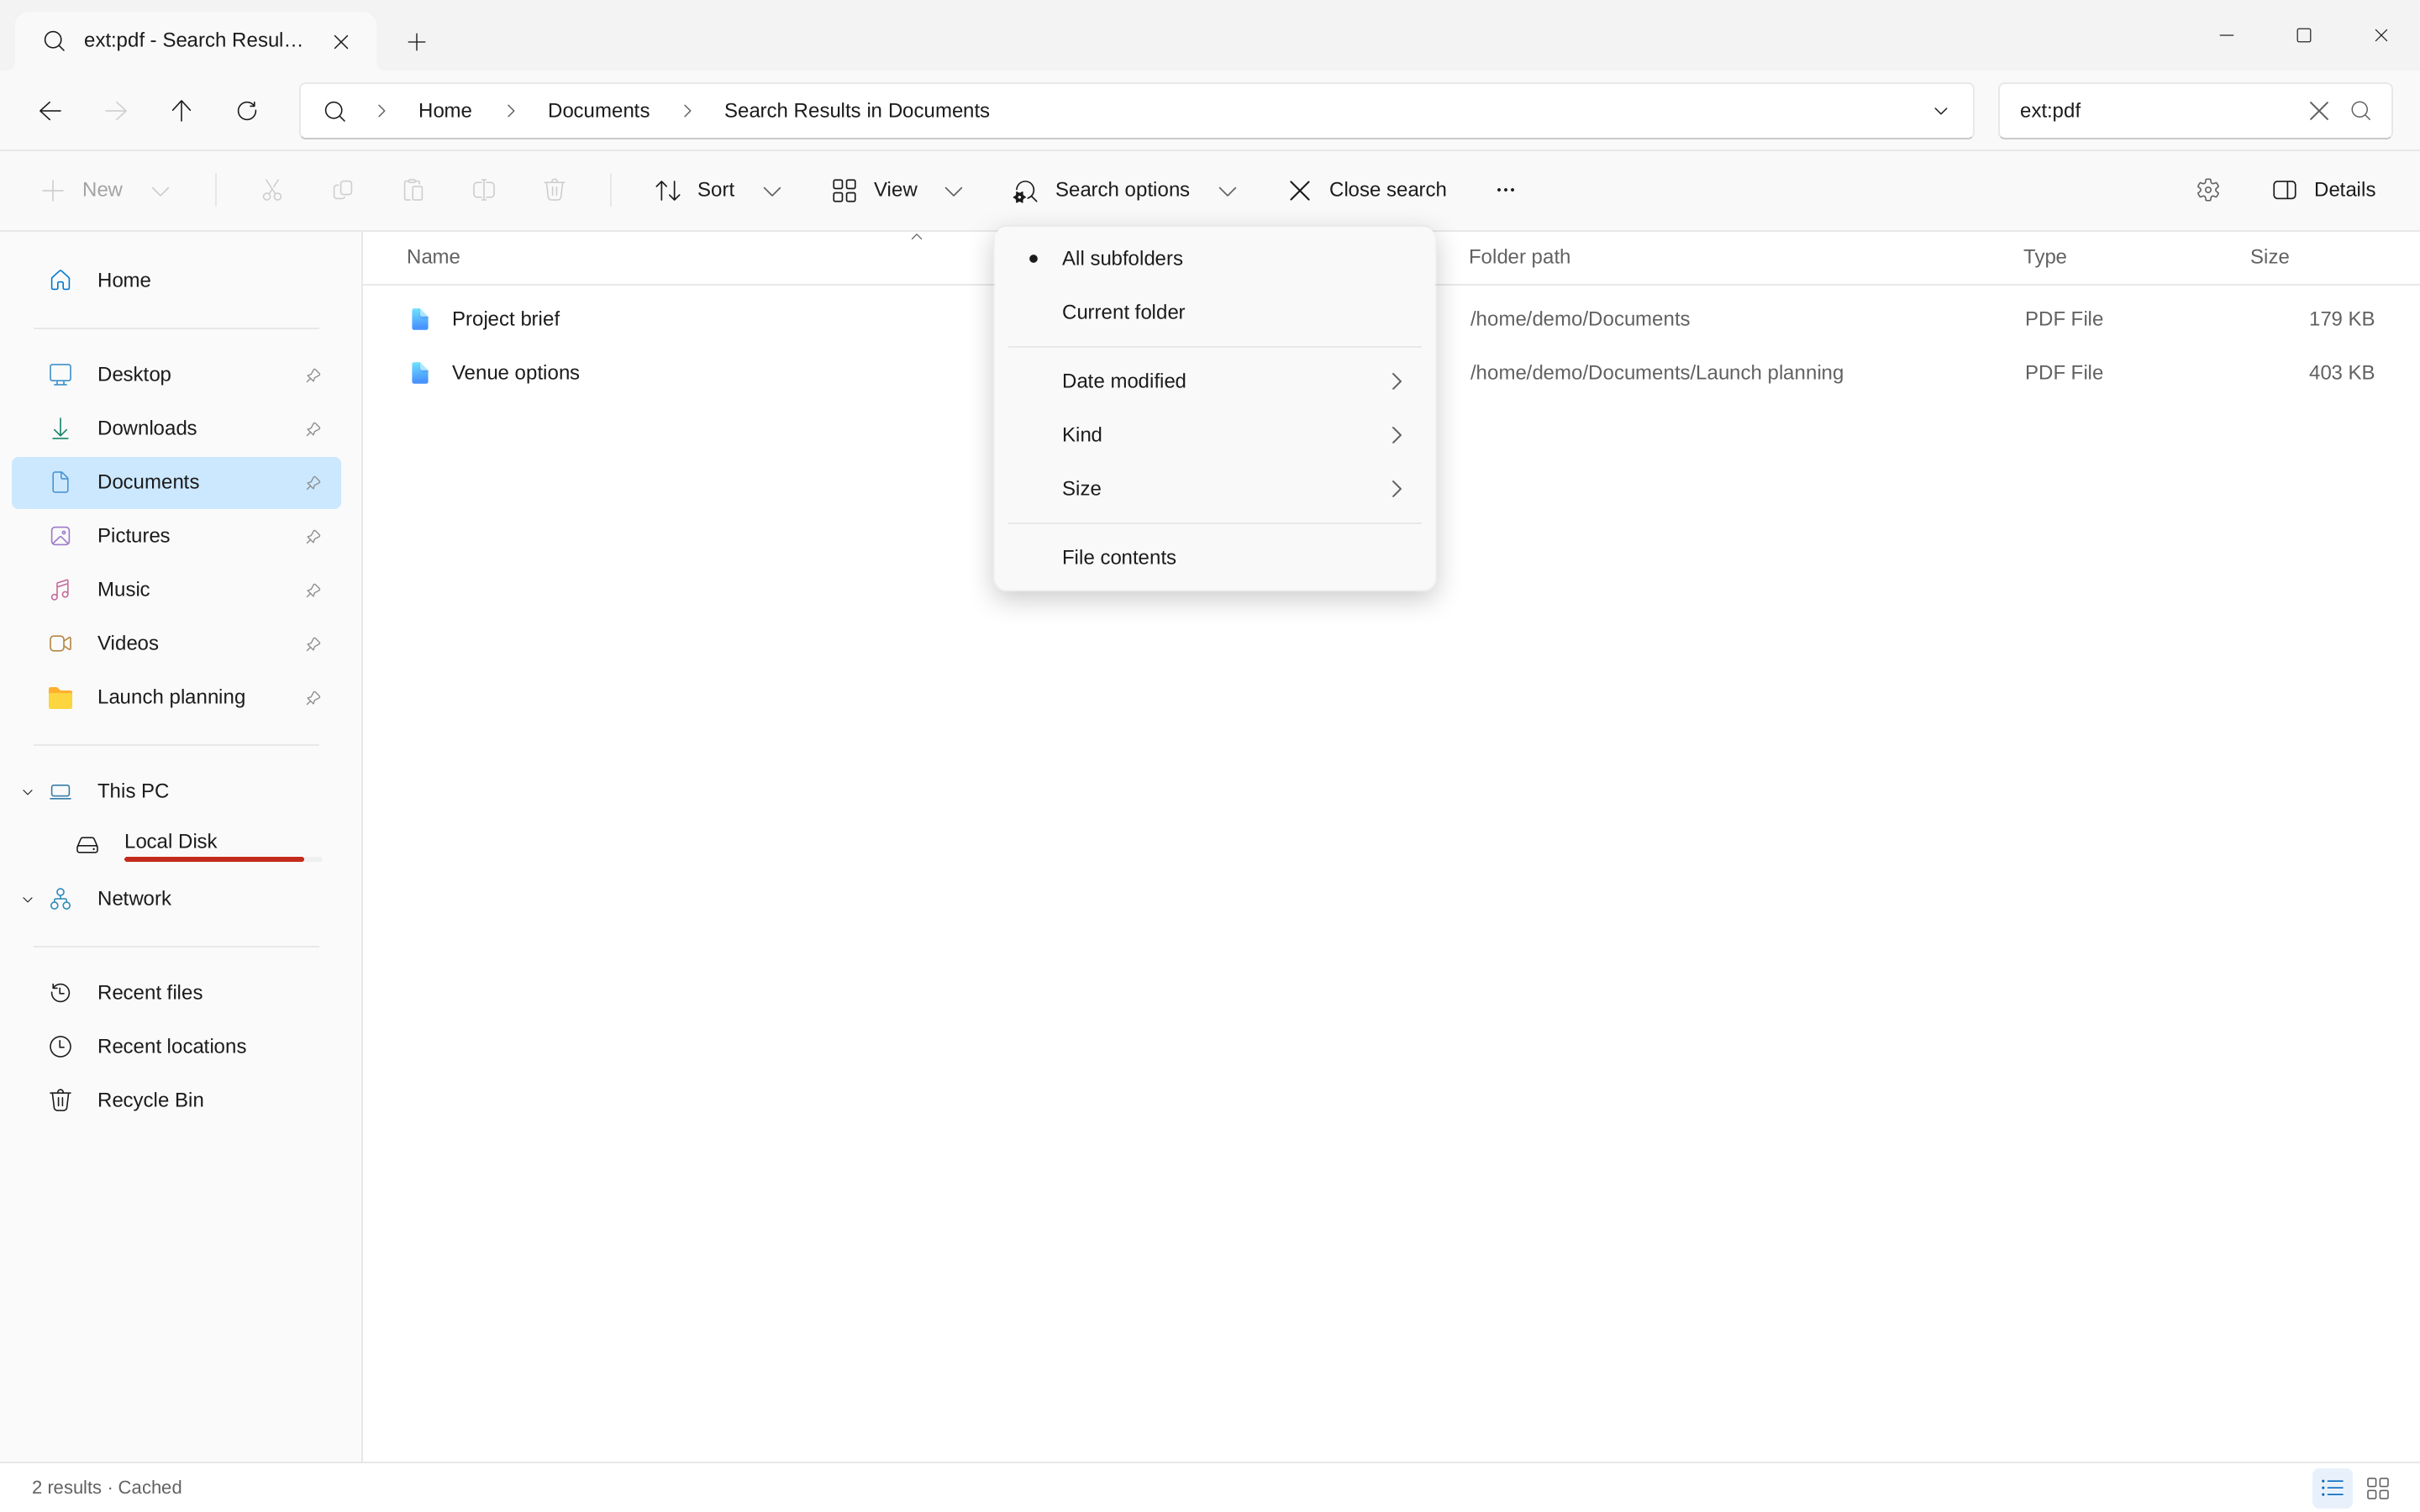 ext:pdf - Search Resul…
Home Documents Search Results in Documents
ext:pdf
New Sort View Search options Close search Details
Home
Desktop
Downloads
Documents
Pictures
Music
Videos
Launch planning
This PC
Local Disk
Network
Recent files
Recent locations
Recycle Bin
Name Folder path Type Size
Project brief /home/demo/Documents PDF File 179 KB
Venue options /home/demo/Documents/Launch planning PDF File 403 KB
All subfolders
Current folder
Date modified
Kind
Size
File contents
2 results · Cached